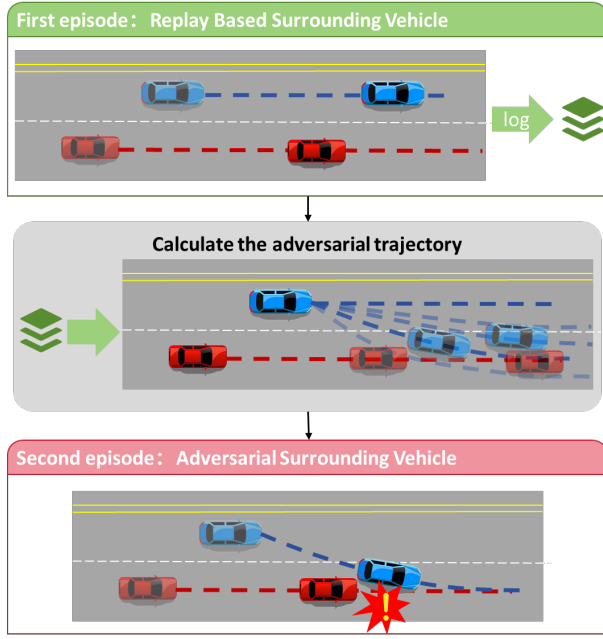 First episode： Replay Based Surrounding Vehicle
log
Calculate the adversarial trajectory
Second episode： Adversarial Surrounding Vehicle
!